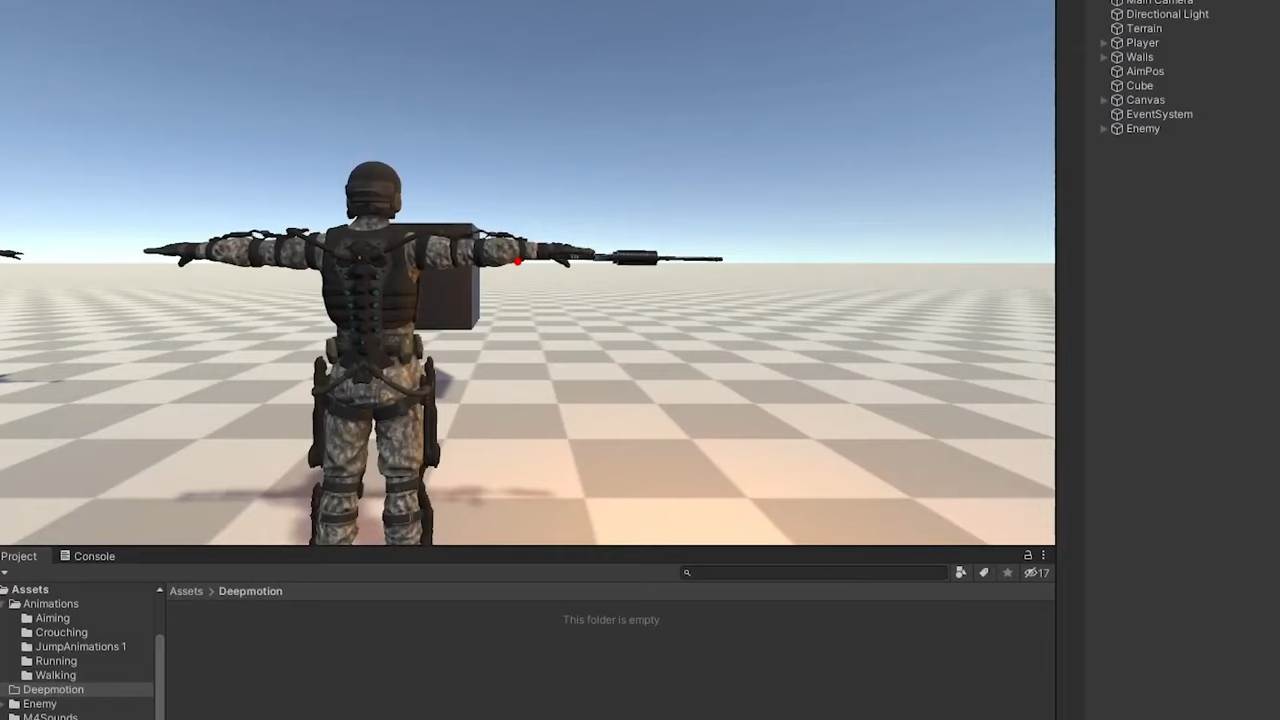 Main Camera
Directional Light
Terrain
Player
Walls
AimPos
Cube
Canvas
EventSystem
Enemy
Project
Console
17
Assets
Assets > Deepmotion
Animations
This folder is empty
Aiming
Crouching
JumpAnimations 1
Running
Walking
Deepmotion
Enemy
M4Sounds